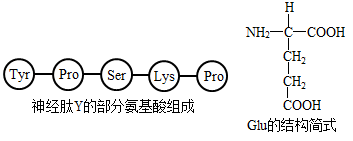 Tyr Pro Ser Lys Pro
神经肽Y的部分氨基酸组成
H
NH₂ COOH
CH₂
CH₂
COOH
Glu的结构简式